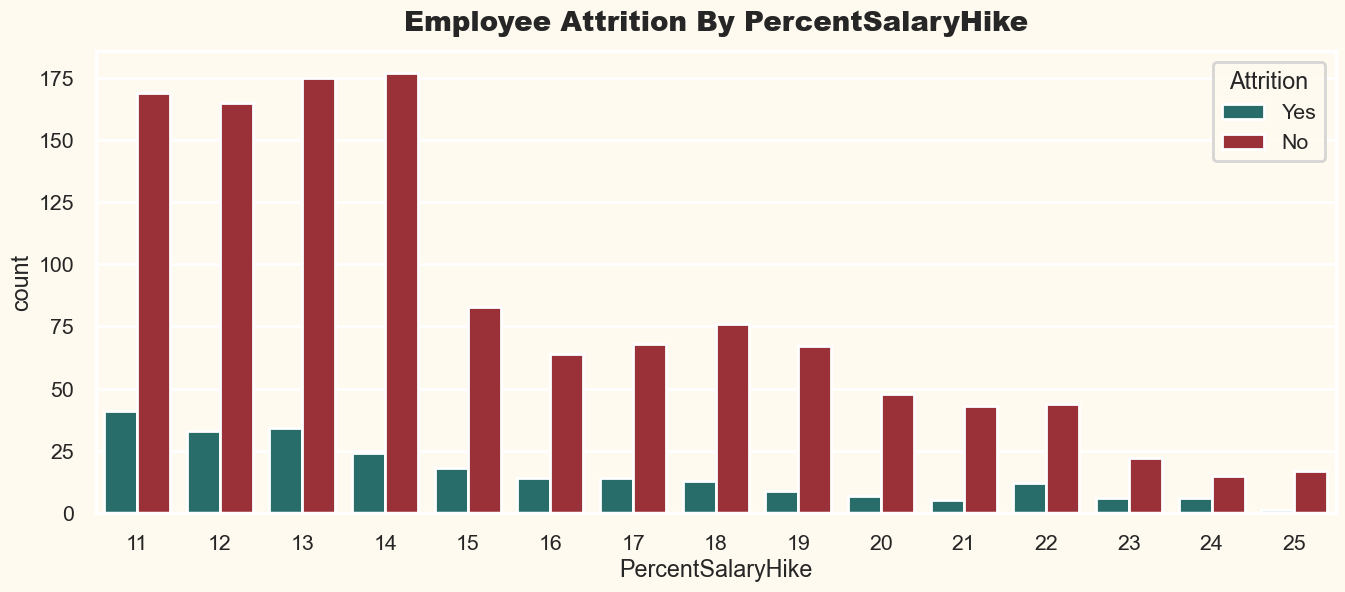 Employee Attrition By PercentSalaryHike
Attrition
Yes
No
count
175
150
125
100
75
50
25
0
11 12 13 14 15 16 17 18 19 20 21 22 23 24 25
PercentSalaryHike